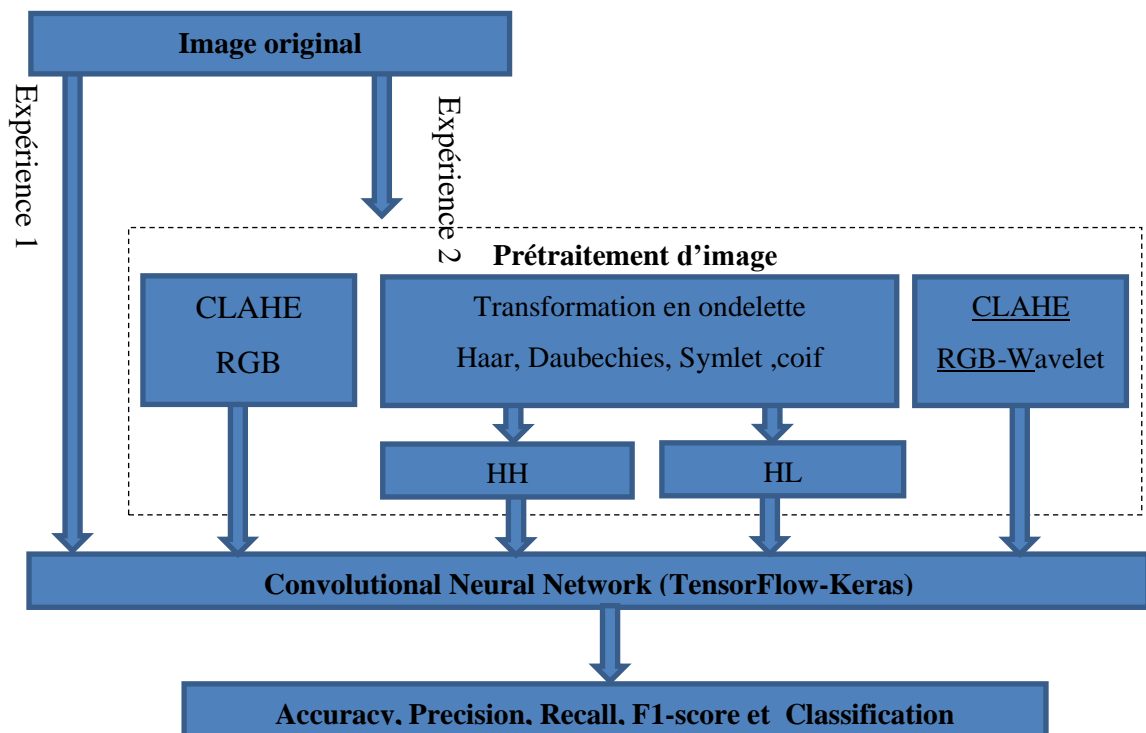 Image original
Expérience 1
Expérience 2
Prétraitement d'image
CLAHE
RGB
Transformation en ondelette
Haar, Daubechies, Symlet ,coif
CLAHE
RGB-Wavelet
HH
HL
Convolutional Neural Network (TensorFlow-Keras)
Accuracy, Precision, Recall, F1-score et Classification